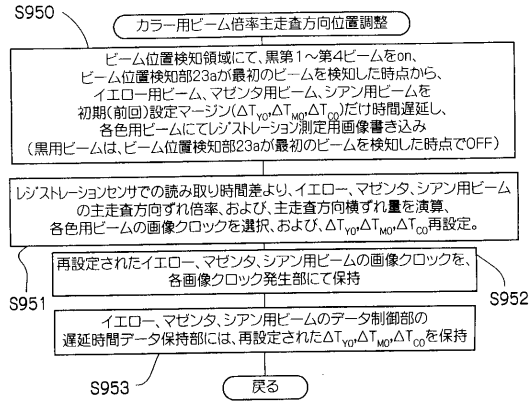 カラー用ビーム倍率主走査方向位置調整
S950
ビーム位置検知領域にて、黒第1～第4ビームをon、
ビーム位置検知部23aが最初のビームを検知した時点から、
イエロー用ビーム、マゼンタ用ビーム、シアン用ビームを
初期(前回)設定マージン(ΔTY0,ΔTM0,ΔTC0)だけ時間遅延し、
各色用ビームにてレジストレーション測定用画像書き込み
(黒用ビームは、ビーム位置検知部23aが最初のビームを検知した時点でOFF)
レジストレーションセンサでの読み取り時間差より、イエロー、マゼンタ、シアン用ビーム
の主走査方向ずれ倍率、および、主走査方向横ずれ量を演算、
各色用ビームの画像クロックを選択、および、ΔTY0,ΔTM0,ΔTC0再設定。
S951
再設定されたイエロー、マゼンタ、シアン用ビームの画像クロックを、
各画像クロック発生部にて保持
S952
イエロー、マゼンタ、シアン用ビームのデータ制御部の
遅延時間データ保持部には、再設定されたΔTY0,ΔTM0,ΔTC0を保持
S953
戻る